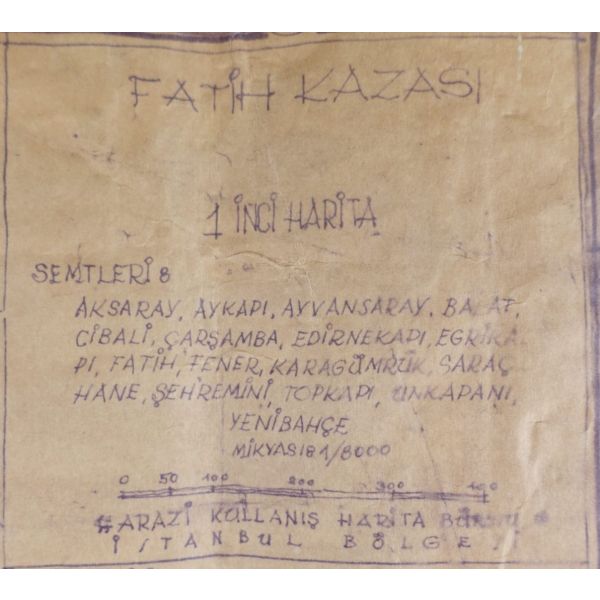 FATİH KAZASI
1 İNCİ HARİTA
SEMTLERİ :
AKSARAY, AYKAPI, AYVANSARAY, BALAT,
CİBALİ, ÇARŞAMBA, EDİRNEKAPI, EGRİKA
PI, FATİH, FENER, KARAGÜMRÜK, SARAÇ
HANE, ŞEHREMİNİ, TOPKAPI, UNKAPANI,
YENİBAHÇE
MİKYASI : 1/8000
0 50 100 200 300 400
ARAZİ KULLANIŞ HARİTA
İSTANBUL BÖLGE